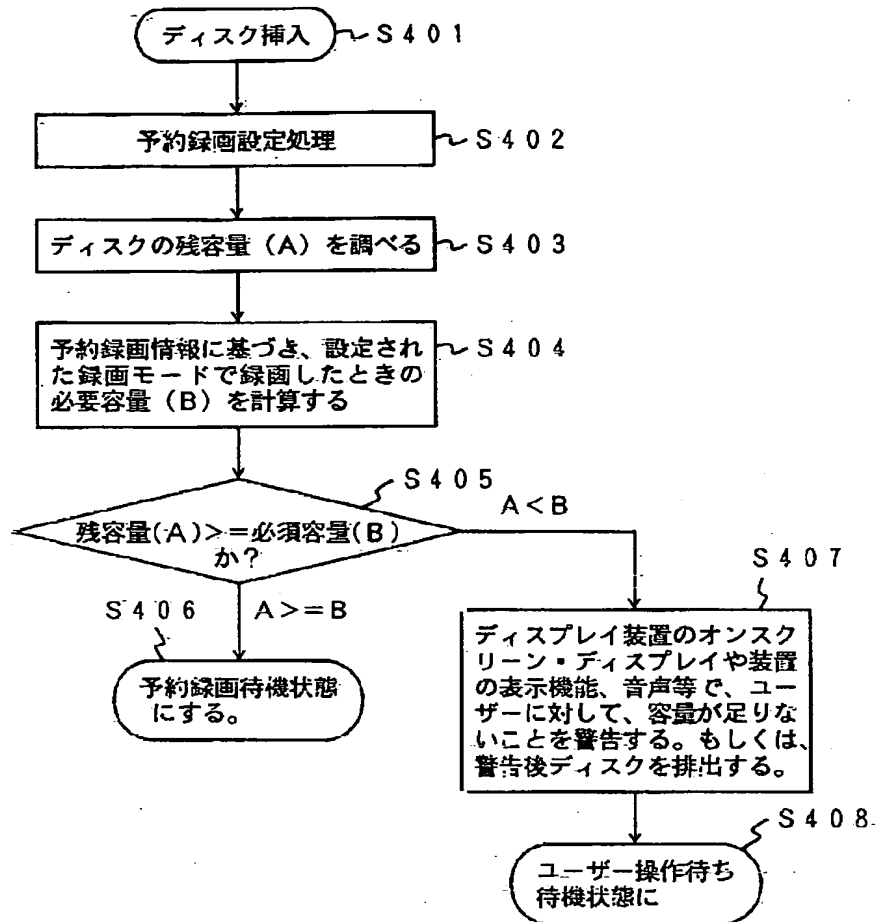 ディスク挿入
S401
予約録画設定処理
S402
ディスクの残容量（A）を調べる
S403
予約録画情報に基づき、設定され
た録画モードで録画したときの
必要容量（B）を計算する
S404
S405
残容量(A)>=必須容量(B)
か？
A<B
S406
A>=B
予約録画待機状態
にする。
S407
ディスプレイ装置のオンスク
リーン・ディスプレイや装置
の表示機能、音声等で、ユー
ザーに対して、容量が足りな
いことを警告する。もしくは、
警告後ディスクを排出する。
S408
ユーザー操作待ち
待機状態に